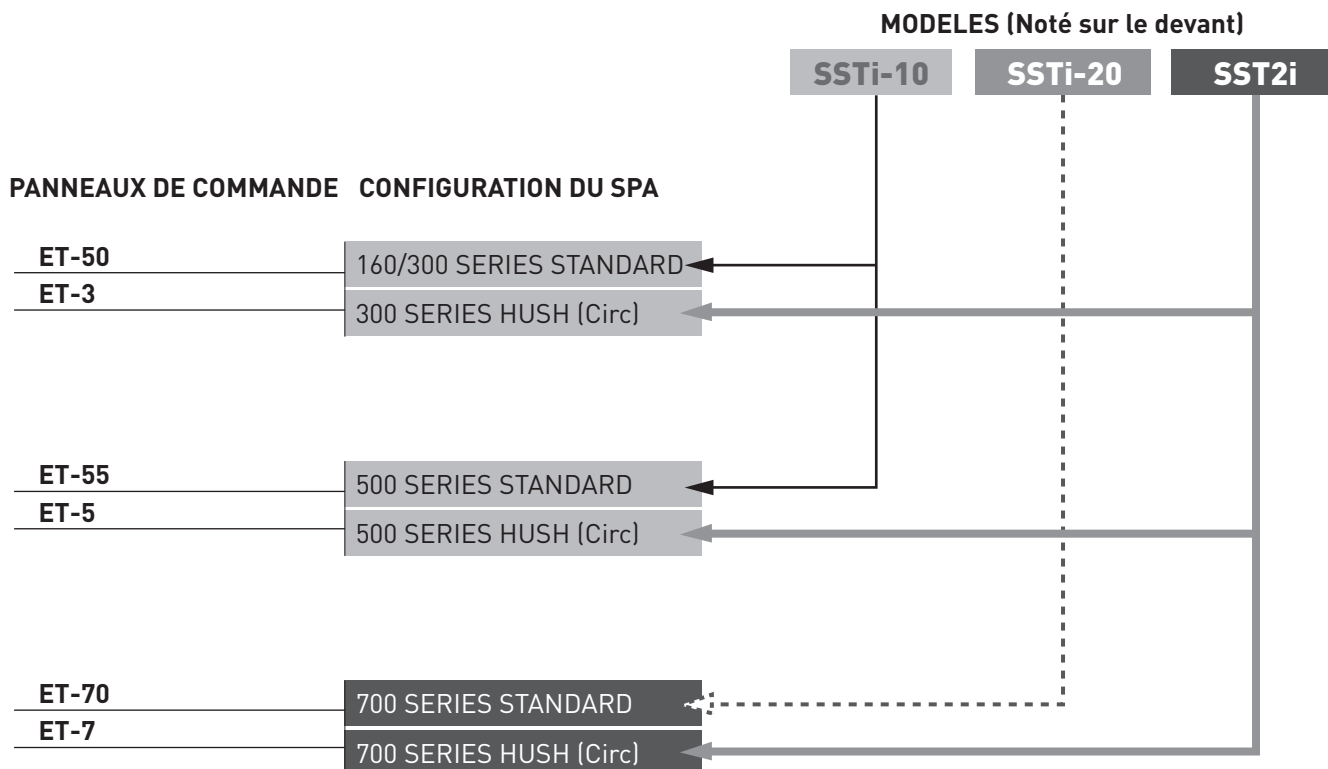 MODELES (Noté sur le devant)
SSTi-10 SSTi-20 SST2i
PANNEAUX DE COMMANDE CONFIGURATION DU SPA
ET-50 160/300 SERIES STANDARD
ET-3 300 SERIES HUSH (Circ)
ET-55 500 SERIES STANDARD
ET-5 500 SERIES HUSH (Circ)
ET-70 700 SERIES STANDARD
ET-7 700 SERIES HUSH (Circ)